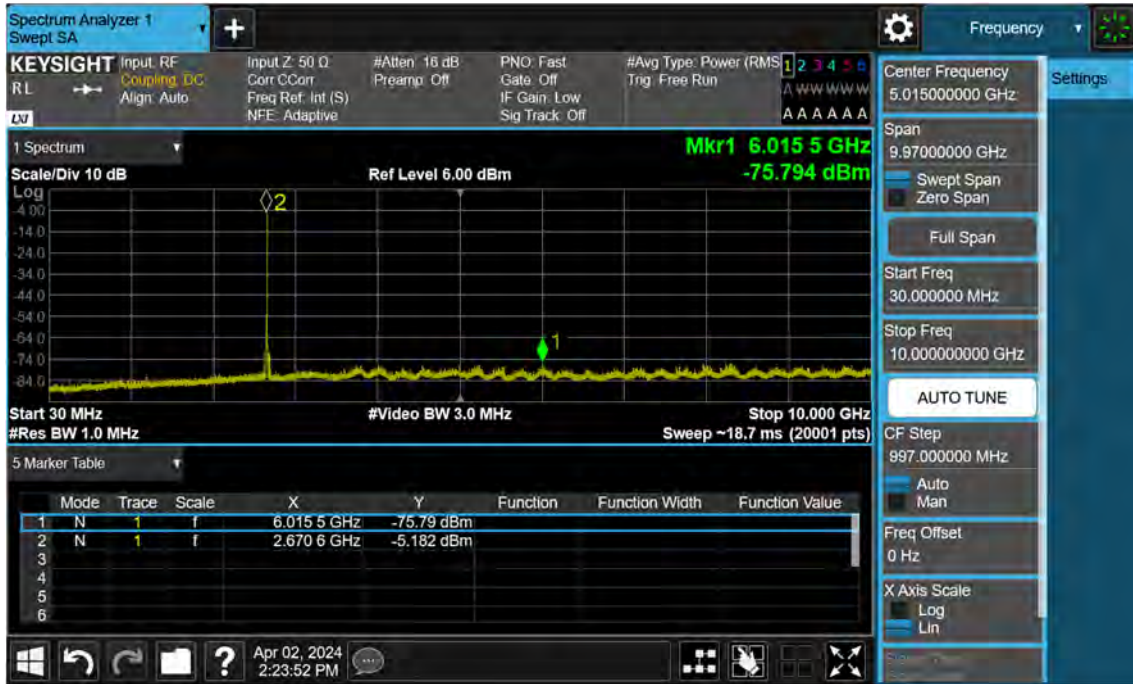 Spectrum Analyzer 1
Swept SA
+
Frequency
KEYSIGHT
RL
LXI
Input: RF
Coupling: DC
Align: Auto
Input Z: 50 Ω
Corr CCorr
Freq Ref: Int (S)
NFE: Adaptive
#Atten: 16 dB
Preamp: Off
PNO: Fast
Gate: Off
IF Gain: Low
Sig Track: Off
#Avg Type: Power (RMS
Trig: Free Run
1 2 3 4 5 6
A W W W W W
A A A A A A
Center Frequency
5.015000000 GHz
Settings
1 Spectrum
Mkr1 6.015 5 GHz
-75.794 dBm
Scale/Div 10 dB
Ref Level 6.00 dBm
Log
-4.00
-14.0
-24.0
-34.0
-44.0
-54.0
-64.0
-74.0
-84.0
2
1
Start 30 MHz
#Video BW 3.0 MHz
Stop 10.000 GHz
#Res BW 1.0 MHz
Sweep ~18.7 ms (20001 pts)
Span
9.97000000 GHz
Swept Span
Zero Span
Full Span
Start Freq
30.000000 MHz
Stop Freq
10.000000000 GHz
AUTO TUNE
CF Step
997.000000 MHz
Auto
Man
Freq Offset
0 Hz
X Axis Scale
Log
Lin
5 Marker Table
Mode Trace Scale X Y Function Function Width Function Value
1 N 1 f 6.015 5 GHz -75.79 dBm
2 N 1 f 2.670 6 GHz -5.182 dBm
3
4
5
6
?
Apr 02, 2024
2:23:52 PM